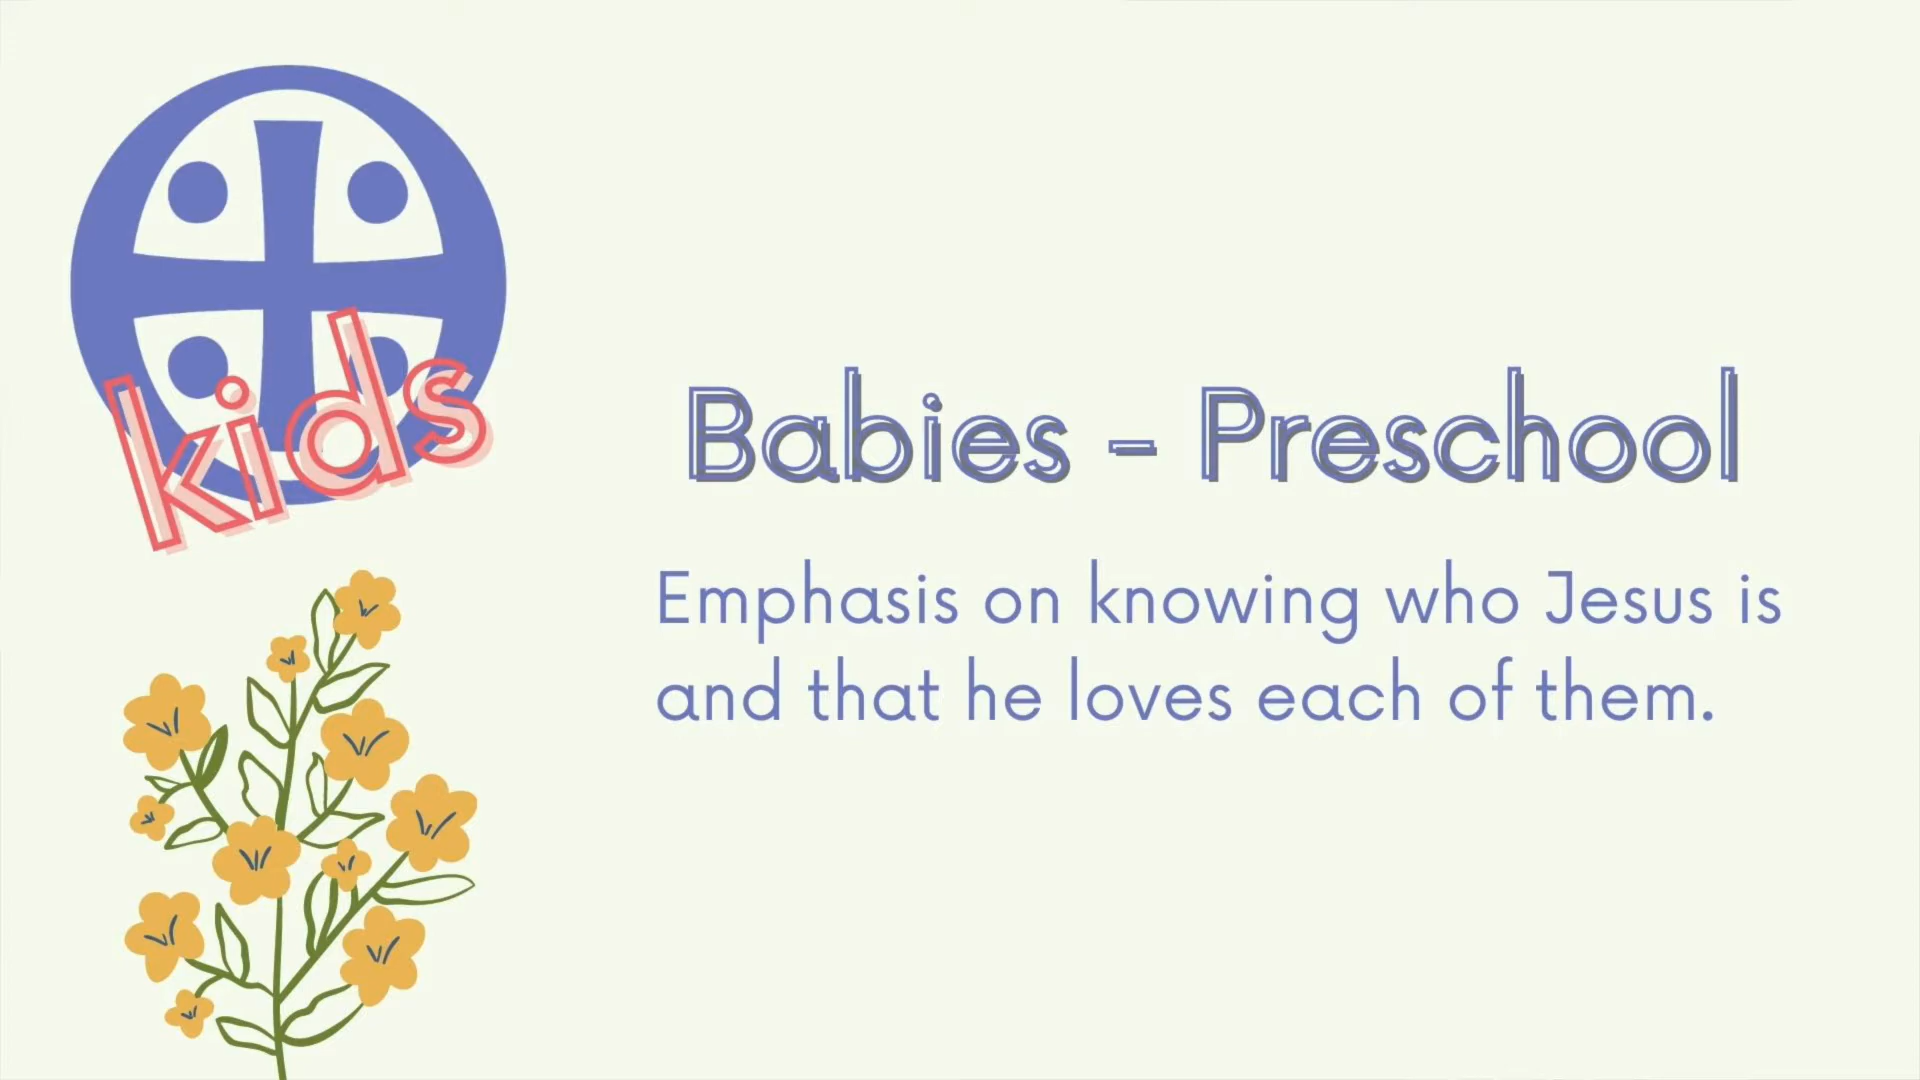 kids
Babies - Preschool
Emphasis on knowing who Jesus is
and that he loves each of them.